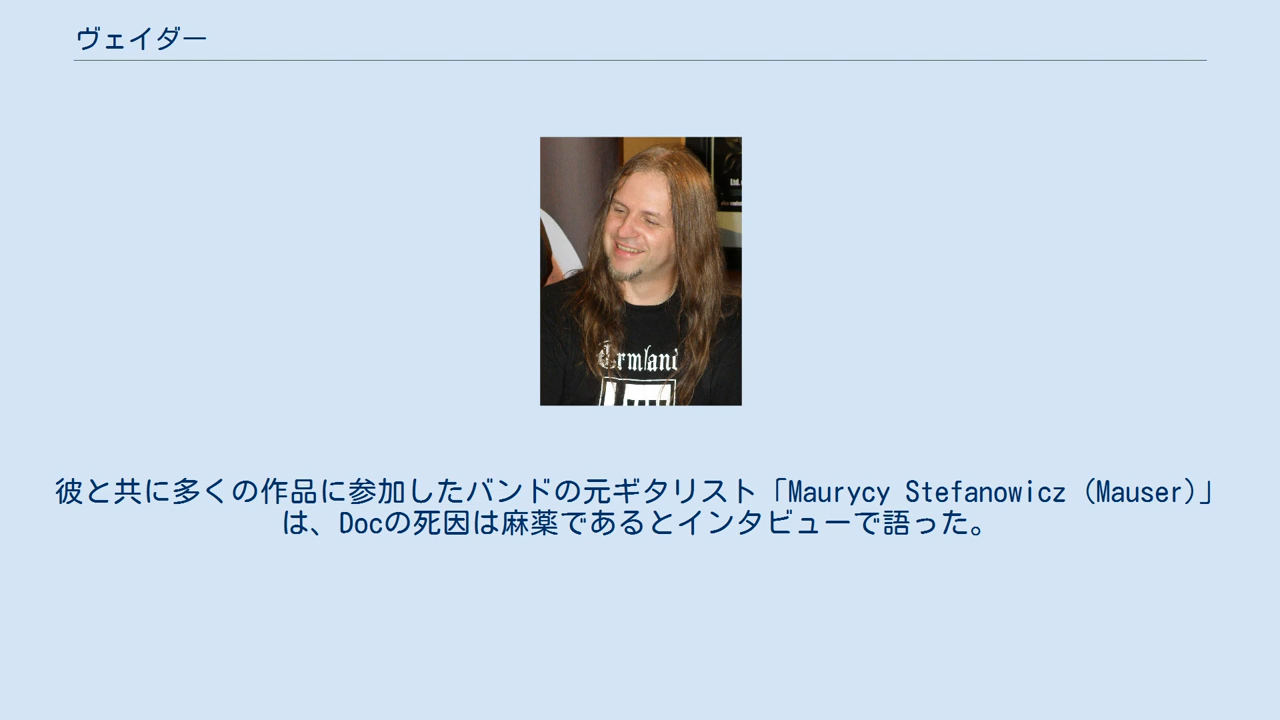 ヴェイダー
Ltd.
彼と共に多くの作品に参加したバンドの元ギタリスト「Maurycy Stefanowicz (Mauser)」
は、Docの死因は麻薬であるとインタビューで語った。